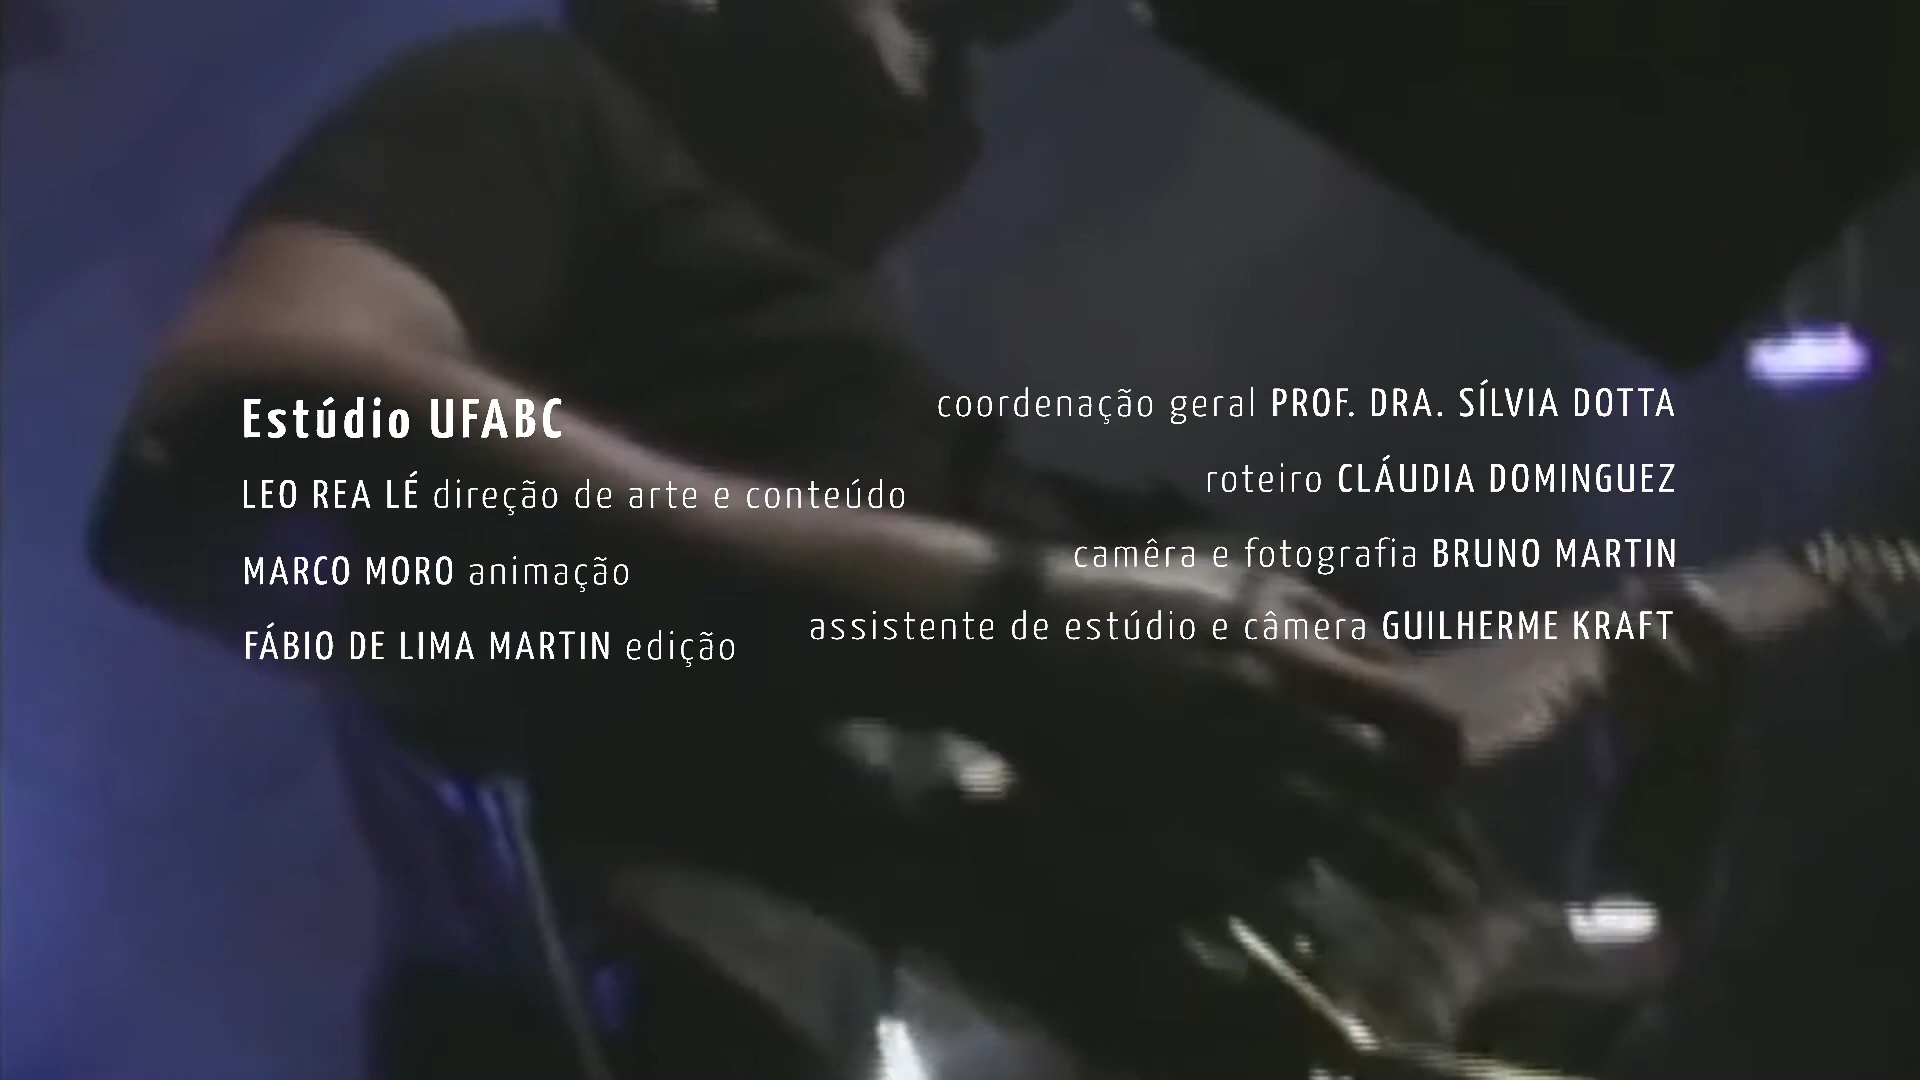 Estúdio UFABC
LEO REA LÉ direção de arte e conteúdo
MARCO MORO animação
FÁBIO DE LIMA MARTIN edição
coordenação geral PROF. DRA. SÍLVIA DOTTA
roteiro CLÁUDIA DOMINGUEZ
camêra e fotografia BRUNO MARTIN
assistente de estúdio e câmera GUILHERME KRAFT